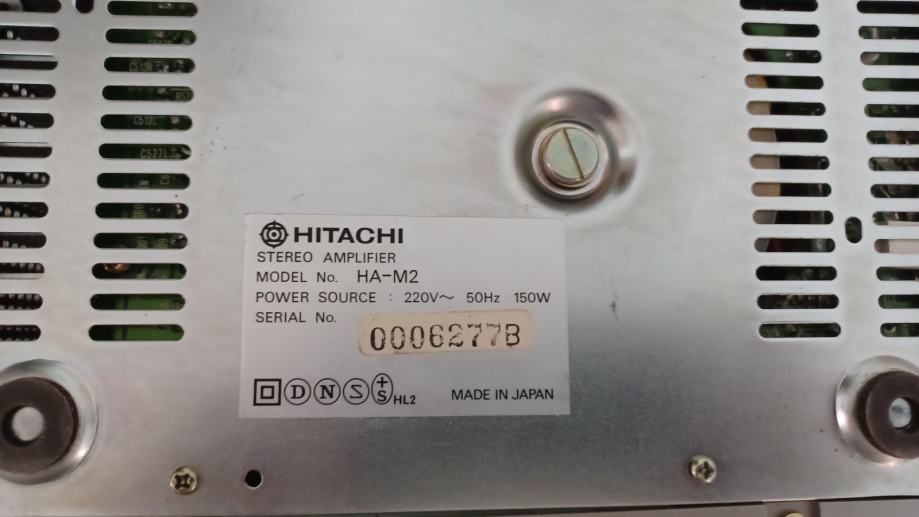 HITACHI
STEREO AMPLIFIER
MODEL No. HA-M2
POWER SOURCE : 220V~ 50Hz 150W
SERIAL No.
0006277B
D N S +S HL2 MADE IN JAPAN
C527L